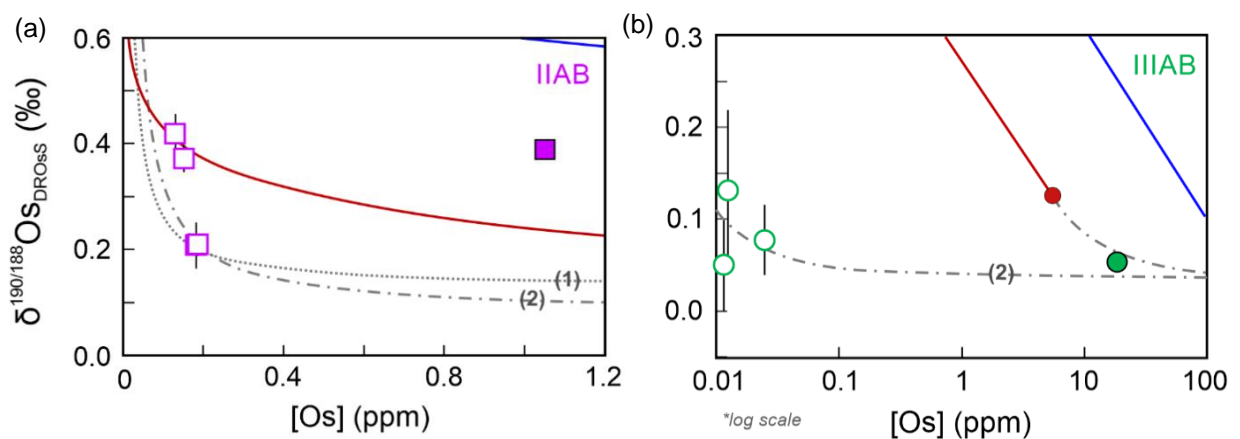 (a)
δ¹⁹⁰/¹⁸⁸Os_DROsS (‰)
0.6
0.4
0.2
0.0
IIAB
(1)
(2)
0 0.4 0.8 1.2
[Os] (ppm)
(b)
0.3
0.2
0.1
0.0
IIIAB
(2)
0.01 0.1 1 10 100
*log scale
[Os] (ppm)